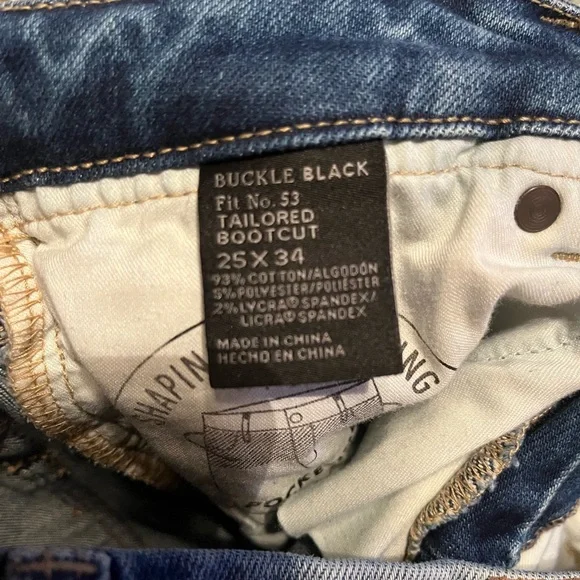 BUCKLE BLACK
Fit No. 53
TAILORED
BOOTCUT
25 X 34
93% COTTON/ALGODÓN
5% POLYESTER/POLIÉSTER
2% LYCRA® SPANDEX/
LICRA® SPANDEX
MADE IN CHINA
HECHO EN CHINA